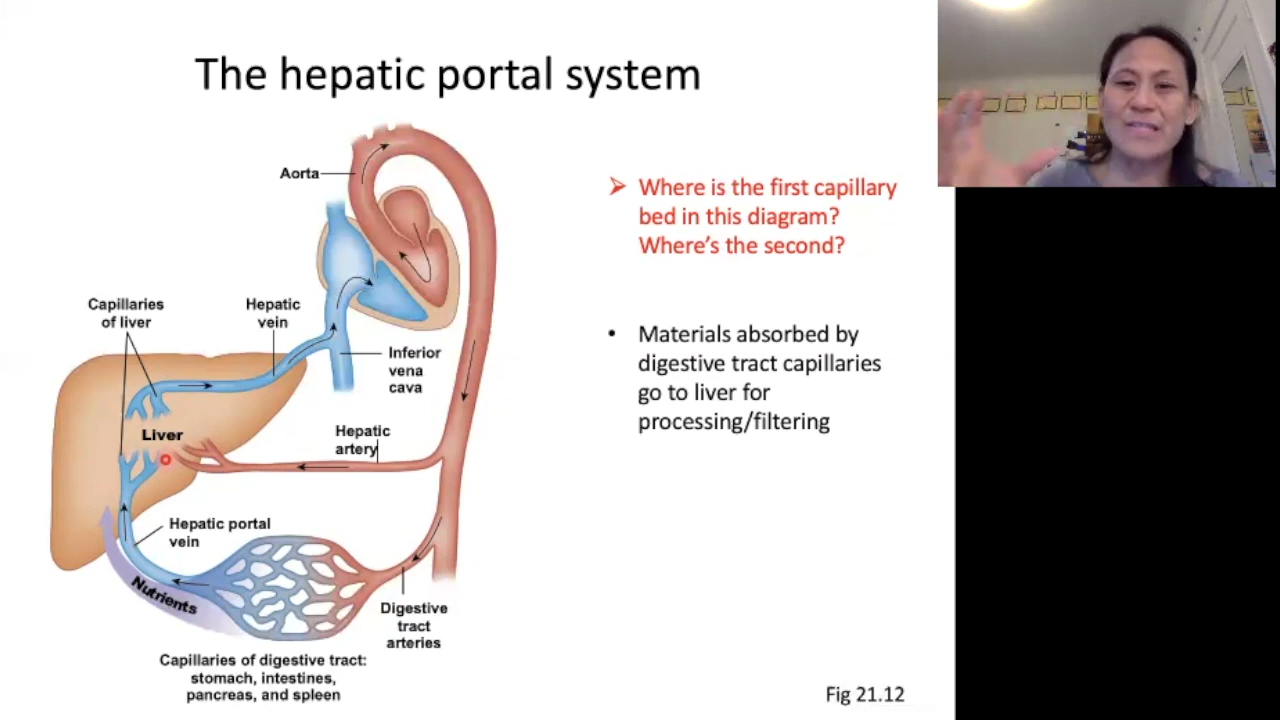 The hepatic portal system
Aorta
➢ Where is the first capillary
bed in this diagram?
Where’s the second?
Capillaries
of liver
Hepatic
vein
Inferior
vena
cava
• Materials absorbed by
digestive tract capillaries
go to liver for
processing/filtering
Liver
Hepatic
artery
Hepatic portal
vein
Nutrients
Digestive
tract
arteries
Capillaries of digestive tract:
stomach, intestines,
pancreas, and spleen
Fig 21.12